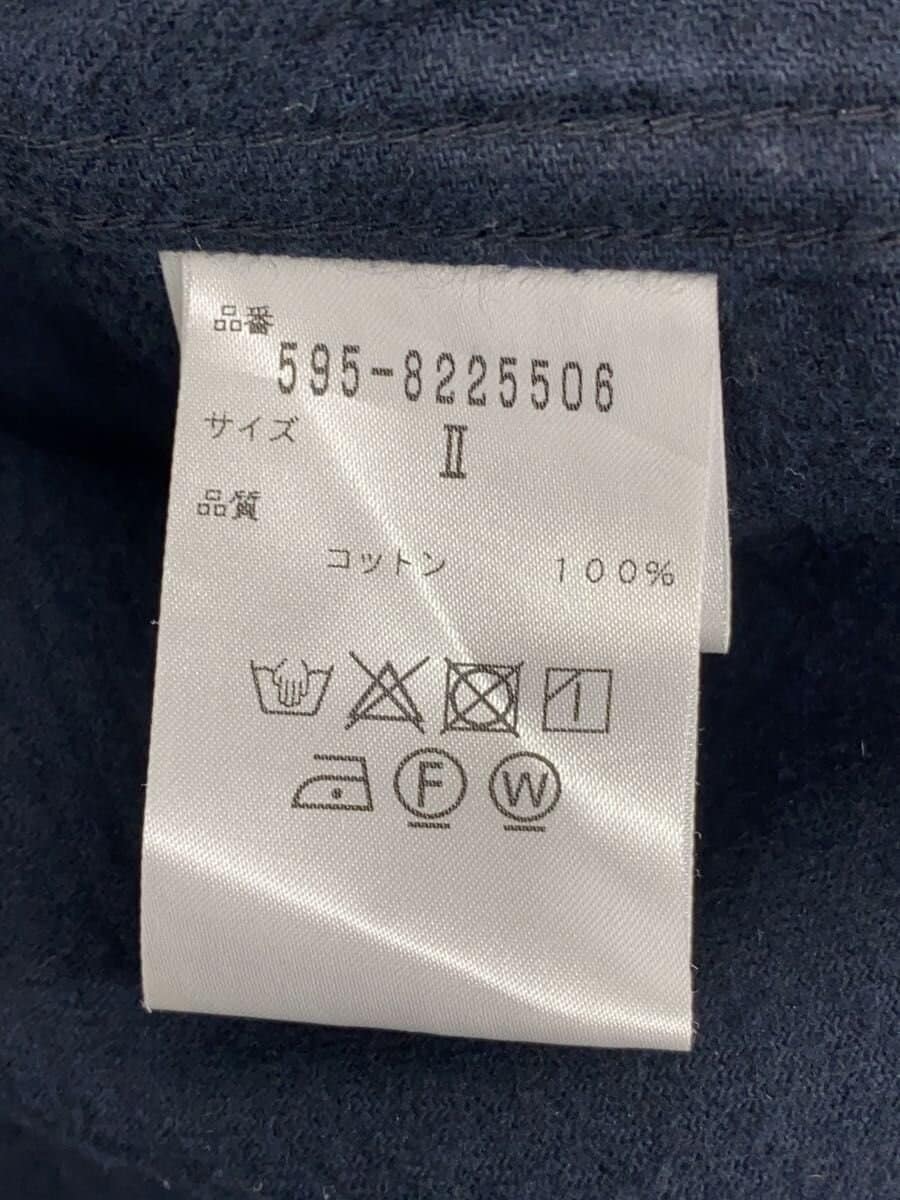 品番
595-8225506
サイズ
Ⅱ
品質
コットン 100%
F W